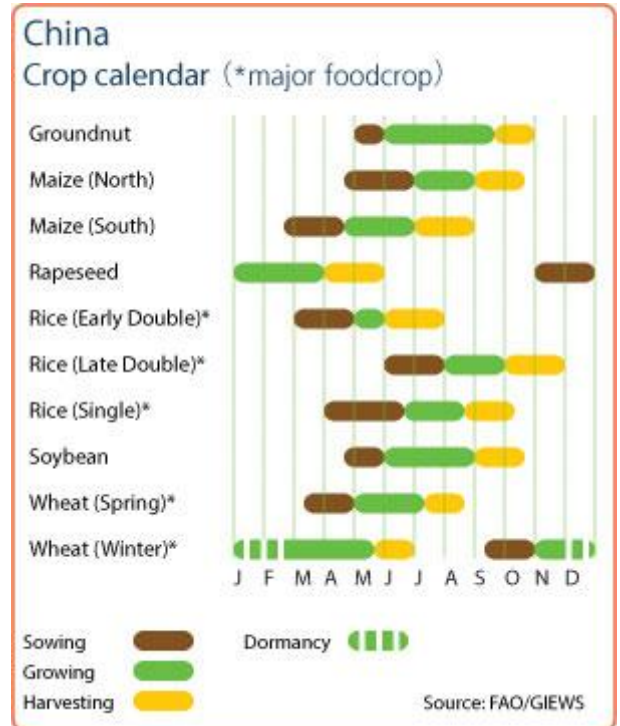 China
Crop calendar (*major foodcrop)
Groundnut
Maize (North)
Maize (South)
Rapeseed
Rice (Early Double)*
Rice (Late Double)*
Rice (Single)*
Soybean
Wheat (Spring)*
Wheat (Winter)*
J F M A M J J A S O N D
Sowing Dormancy
Growing
Harvesting Source: FAO/GIEWS